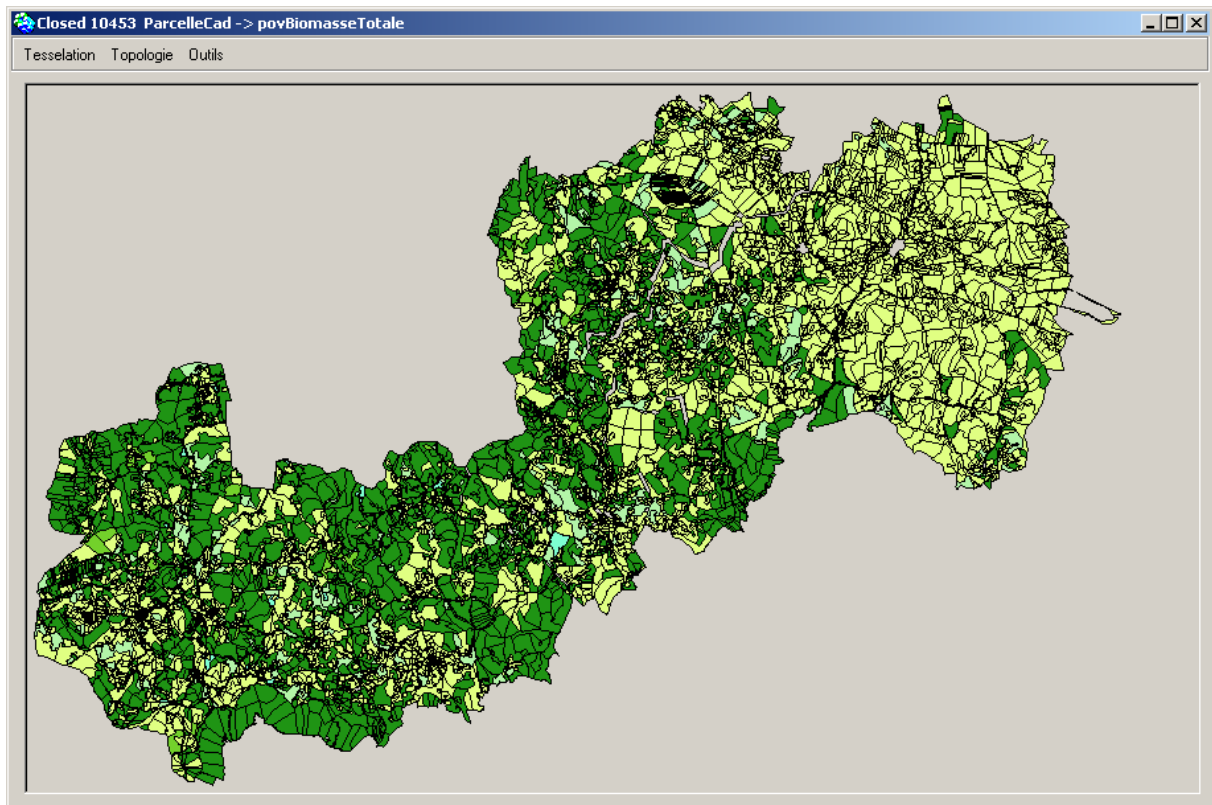 Closed 10453 ParcelleCad -> povBiomasseTotale
Tesselation Topologie Outils